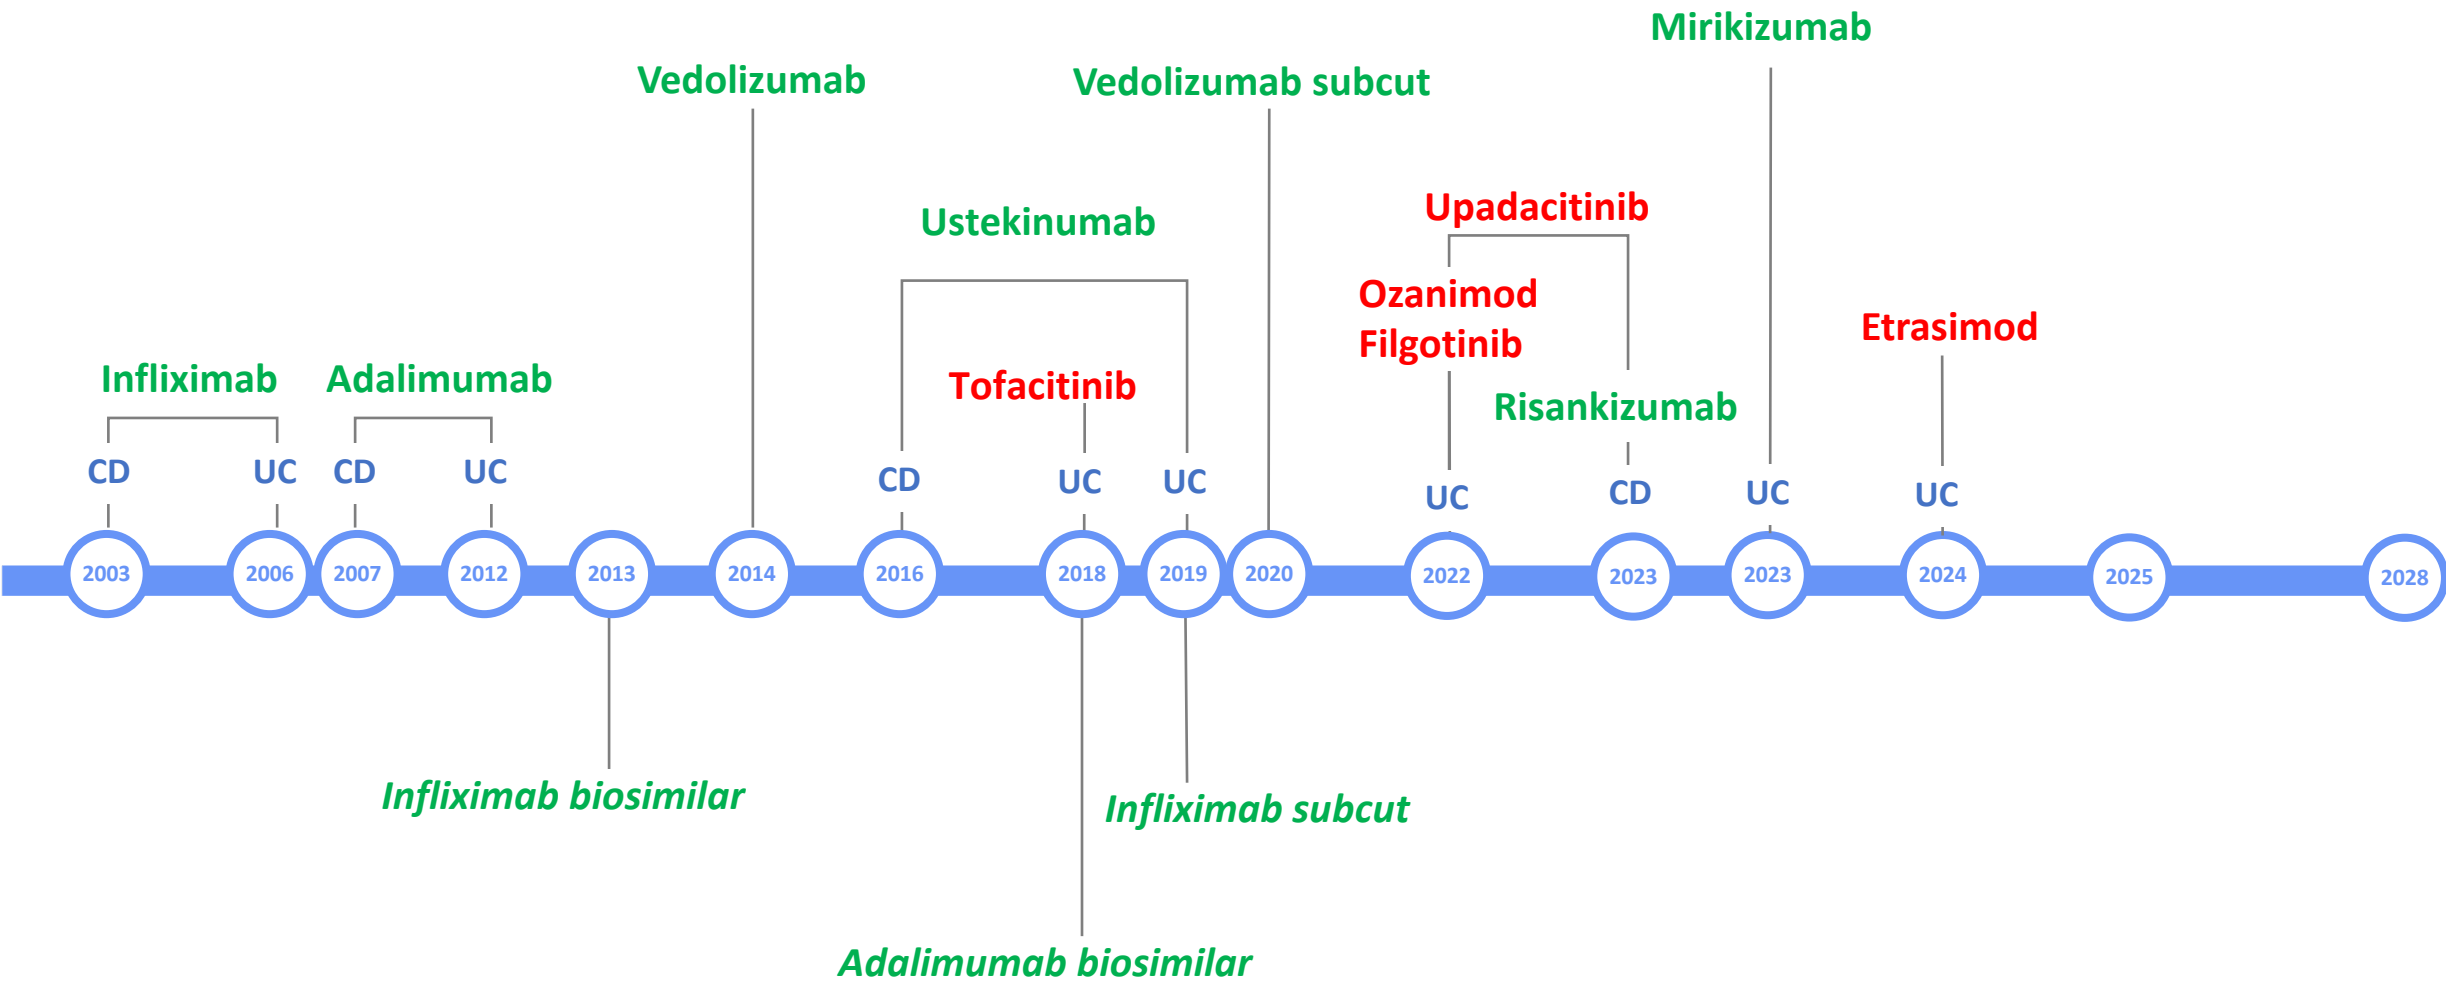 Mirikizumab
Vedolizumab
Vedolizumab subcut
Upadacitinib
Ustekinumab
Ozanimod
Filgotinib
Etrasimod
Infliximab
Adalimumab
Tofacitinib
Risankizumab
CD
UC
CD
UC
CD
UC
UC
UC
CD
UC
UC
2003
2006
2007
2012
2013
2014
2016
2018
2019
2020
2022
2023
2023
2024
2025
2028
Infliximab biosimilar
Infliximab subcut
Adalimumab biosimilar